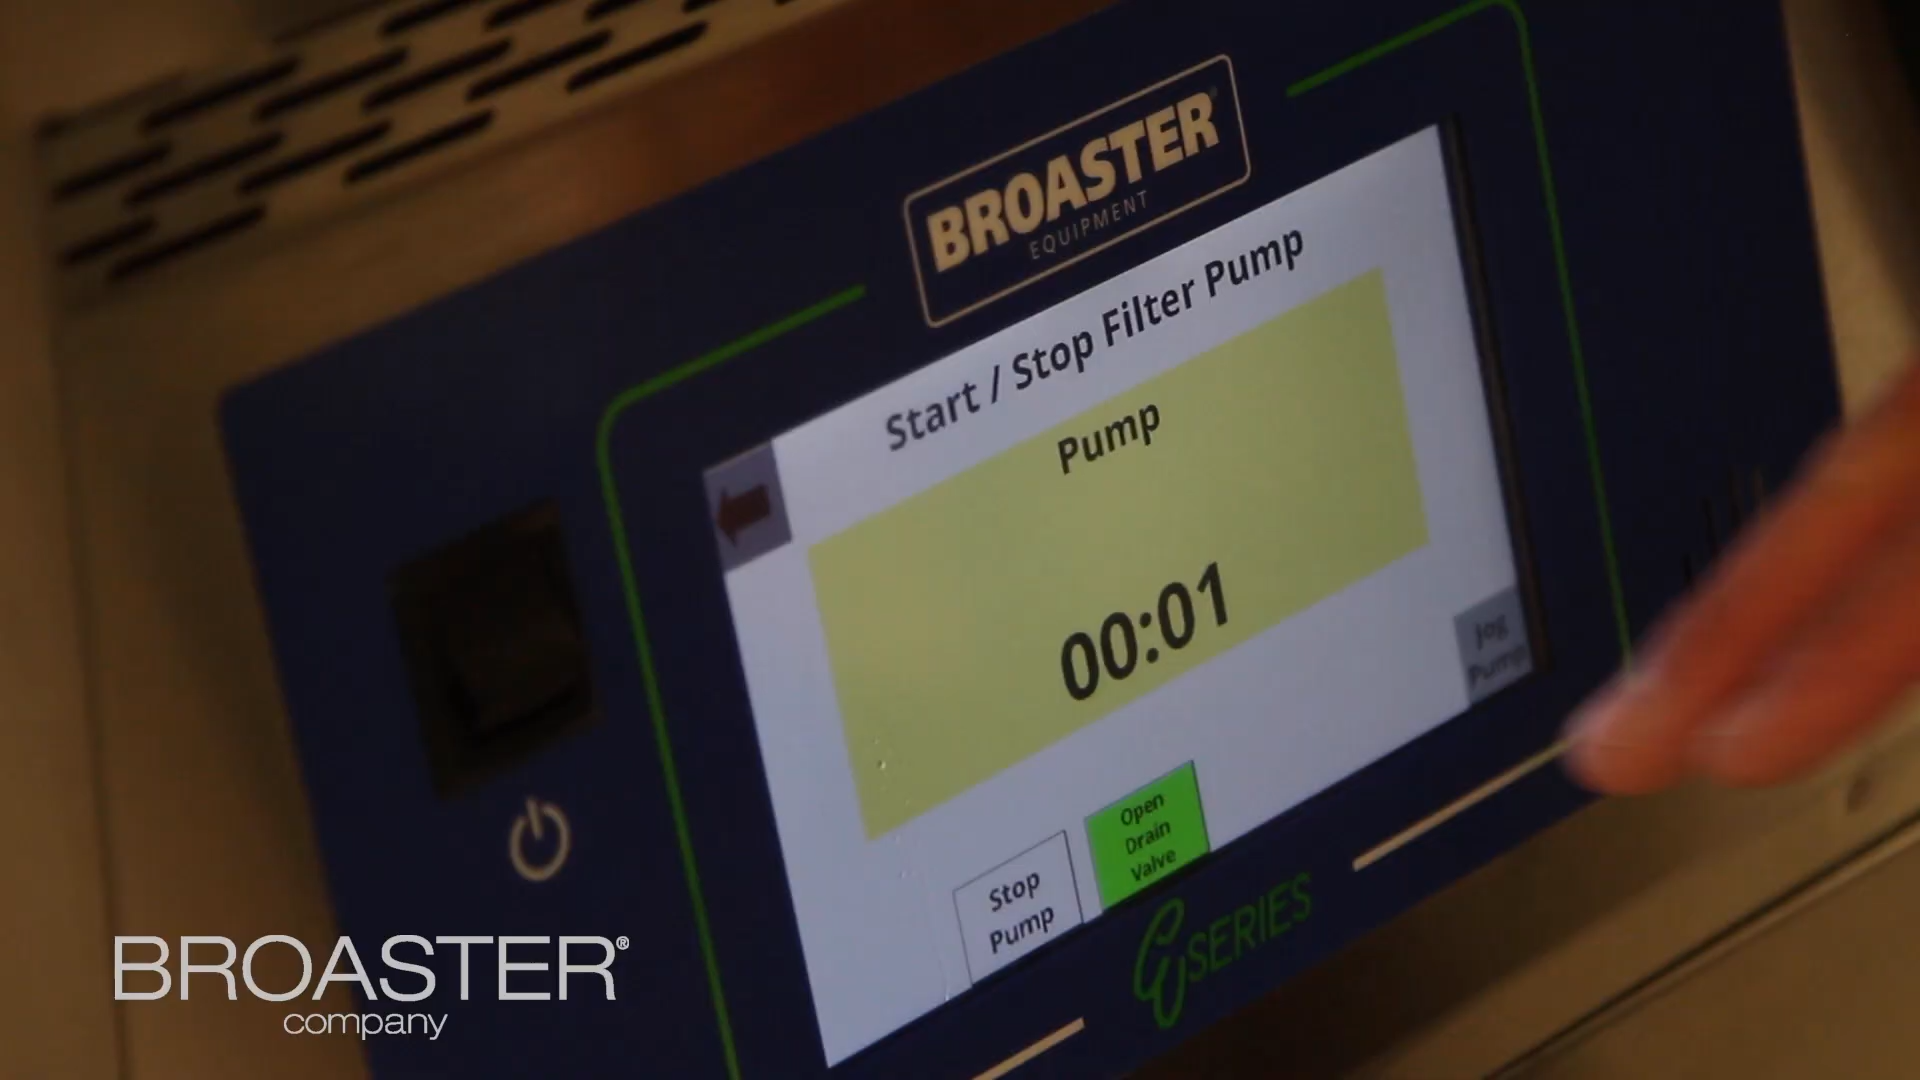 BROASTER®
EQUIPMENT
Start / Stop Filter Pump
Pump
00:01
Jog
Pump
Open
Drain
Valve
Stop
Pump
E SERIES
BROASTER®
company